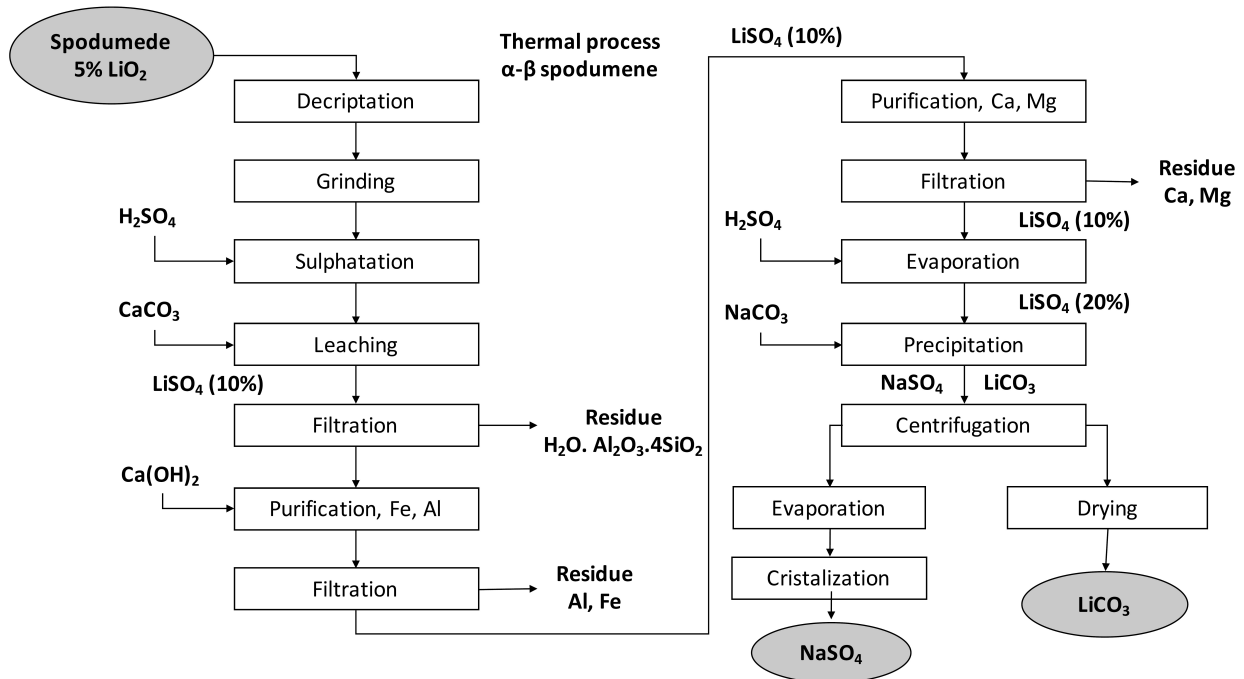 Spodumede
5% LiO₂
Thermal process
α-β spodumene
Decriptation
Grinding
H₂SO₄
Sulphatation
CaCO₃
Leaching
LiSO₄ (10%)
Filtration
Residue
H₂O. Al₂O₃.4SiO₂
Ca(OH)₂
Purification, Fe, Al
Filtration
Residue
Al, Fe
LiSO₄ (10%)
Purification, Ca, Mg
Filtration
Residue
Ca, Mg
LiSO₄ (10%)
H₂SO₄
Evaporation
LiSO₄ (20%)
NaCO₃
Precipitation
NaSO₄ LiCO₃
Centrifugation
Evaporation
Drying
Cristalization
LiCO₃
NaSO₄